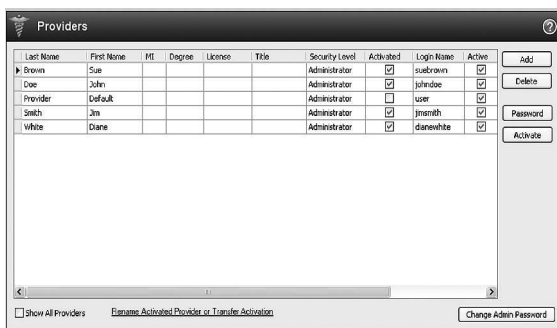 Providers
?
Last Name First Name MI Degree License Title Security Level Activated Login Name Active
Brown Sue Administrator suebrown
Doe John Administrator johndoe
Provider Default Administrator user
Smith Jim Administrator jimsmith
White Diane Administrator dianewhite
Add
Delete
Password
Activate
Show All Providers Rename Activated Provider or Transfer Activation Change Admin Password